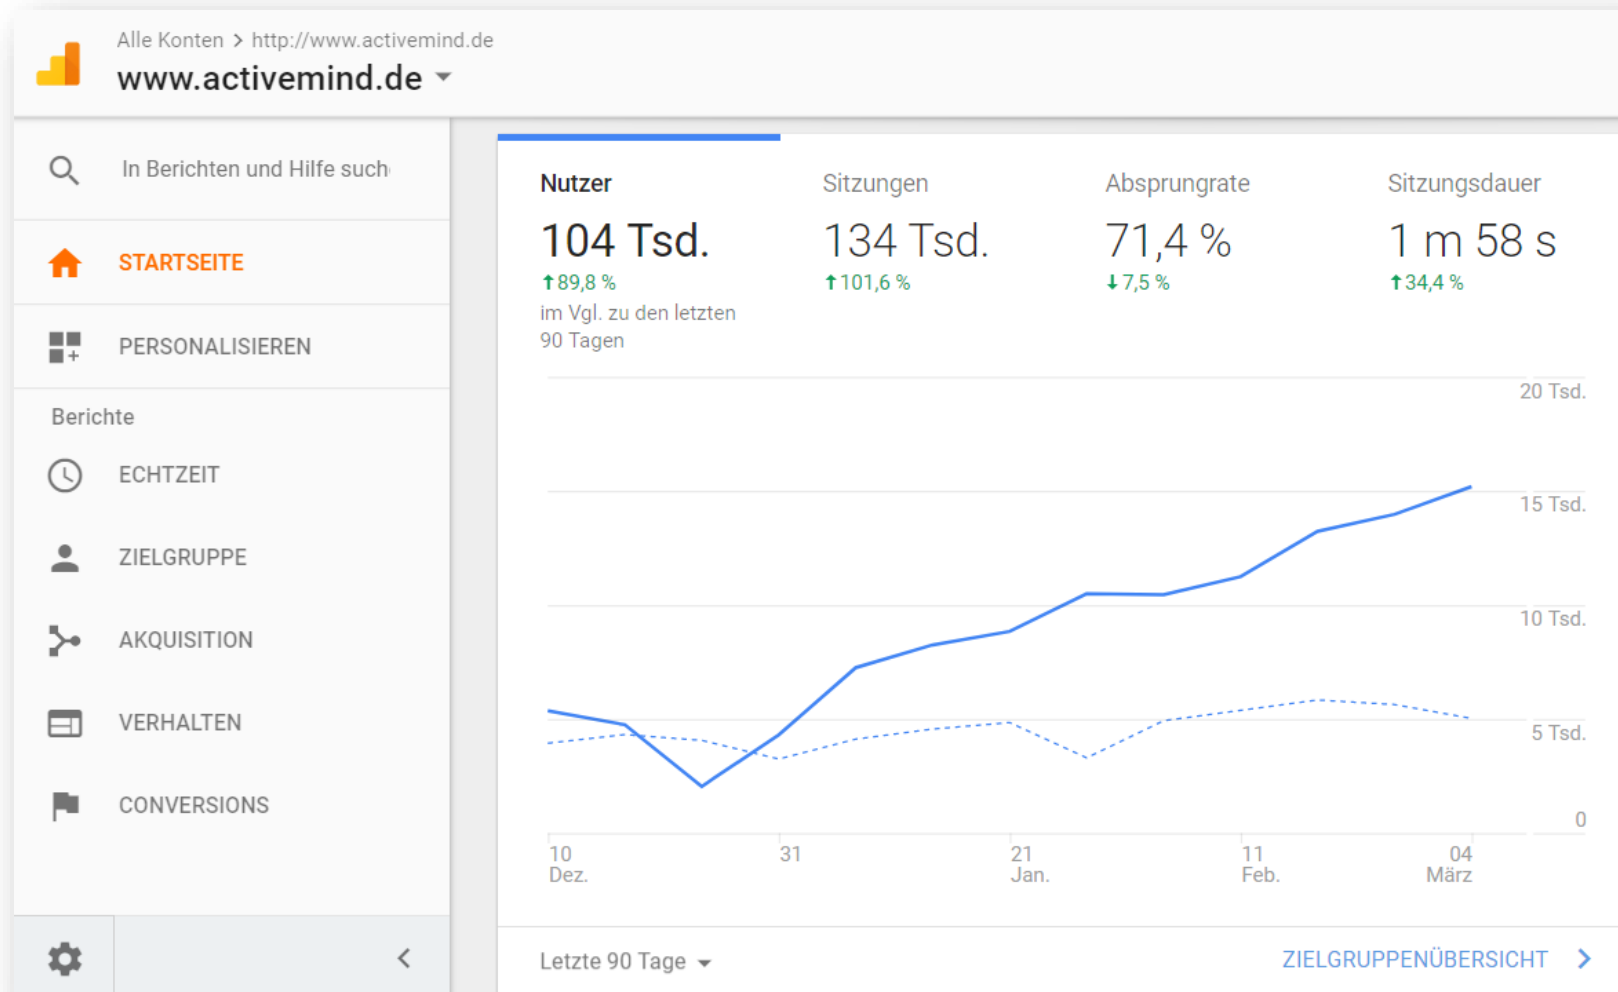 Alle Konten > http://www.activemind.de
www.activemind.de
In Berichten und Hilfe such
STARTSEITE
PERSONALISIEREN
Berichte
ECHTZEIT
ZIELGRUPPE
AKQUISITION
VERHALTEN
CONVERSIONS
Nutzer
104 Tsd.
↑89,8 %
im Vgl. zu den letzten
90 Tagen
Sitzungen
134 Tsd.
↑101,6 %
Absprungrate
71,4 %
↓7,5 %
Sitzungsdauer
1 m 58 s
↑34,4 %
20 Tsd.
15 Tsd.
10 Tsd.
5 Tsd.
0
10
Dez.
31
21
Jan.
11
Feb.
04
März
Letzte 90 Tage
ZIELGRUPPENÜBERSICHT